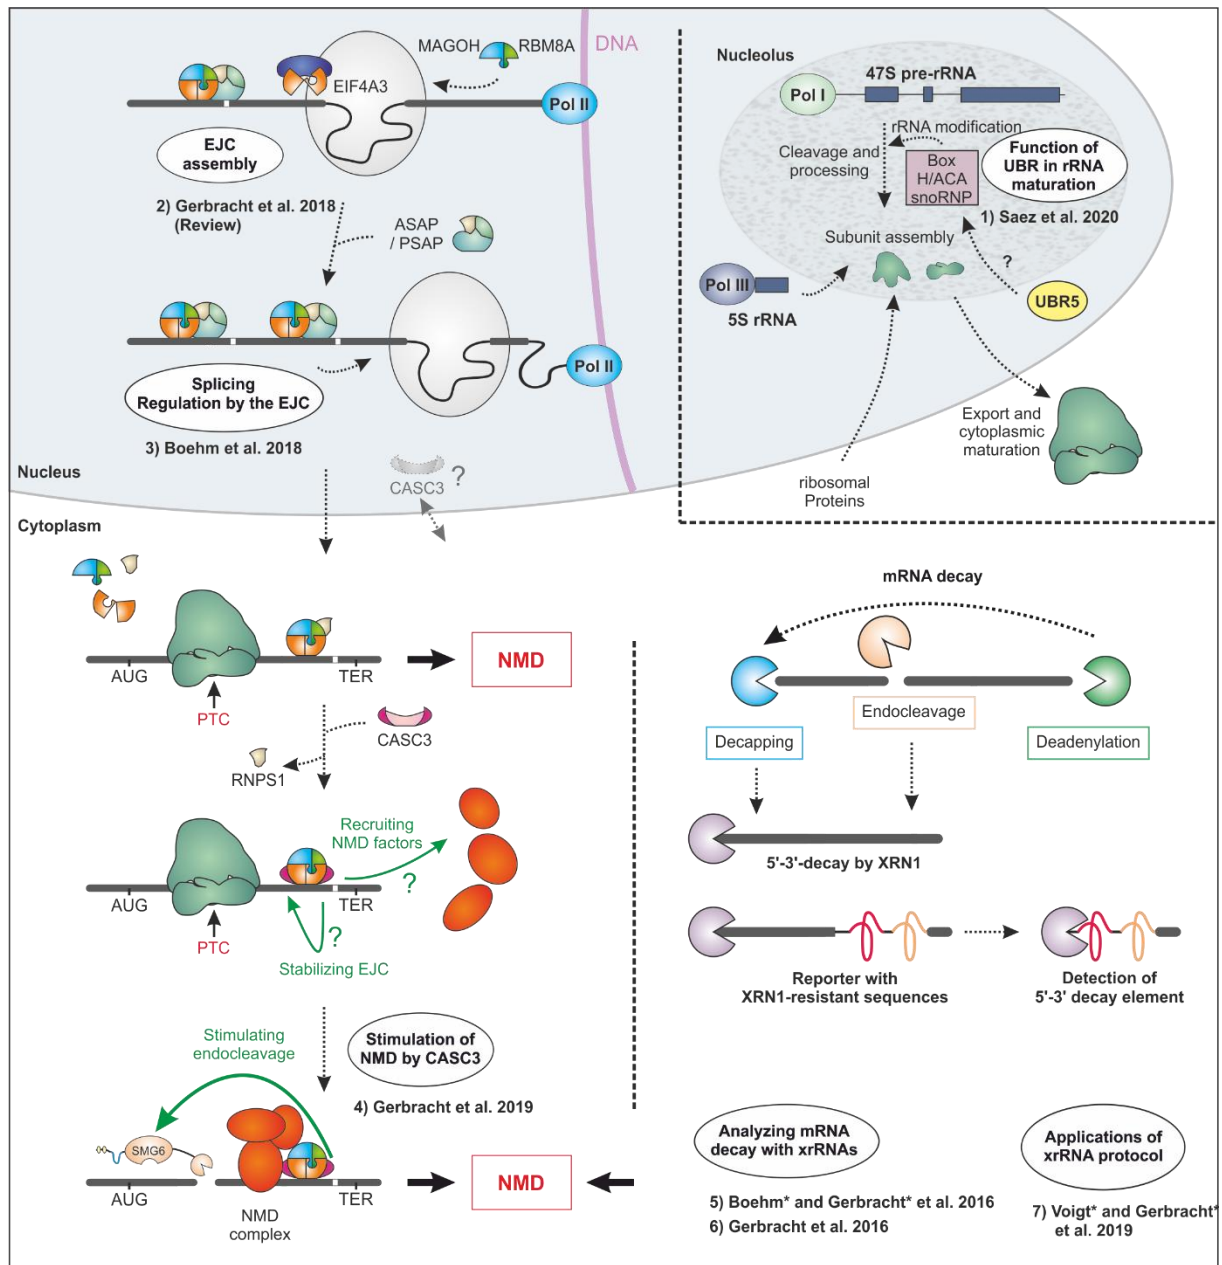 MAGOH
RBM8A
DNA
EIF4A3
Pol II
EJC
assembly
2) Gerbracht et al. 2018
(Review)
ASAP
/ PSAP
Pol II
Splicing
Regulation by the EJC
3) Boehm et al. 2018
CASC3
?
Nucleus
Nucleolus
47S pre-rRNA
Pol I
rRNA modification
Cleavage and
processing
Box
H/ACA
snoRNP
Function of
UBR in rRNA
maturation
1) Saez et al. 2020
Subunit assembly
?
Pol III
5S rRNA
UBR5
Export and
cytoplasmic
maturation
ribosomal
Proteins
Cytoplasm
AUG
TER
PTC
NMD
CASC3
RNPS1
Recruiting
NMD factors
?
AUG
TER
PTC
?
Stabilizing EJC
Stimulating
endocleavage
Stimulation of
NMD by CASC3
4) Gerbracht et al. 2019
SMG6
AUG
TER
NMD
complex
NMD
mRNA decay
Endocleavage
Decapping
Deadenylation
5'-3'-decay by XRN1
Reporter with
XRN1-resistant sequences
Detection of
5'-3' decay element
Analyzing mRNA
decay with xrRNAs
5) Boehm* and Gerbracht* et al. 2016
6) Gerbracht et al. 2016
Applications of
xrRNA protocol
7) Voigt* and Gerbracht*
et al. 2019